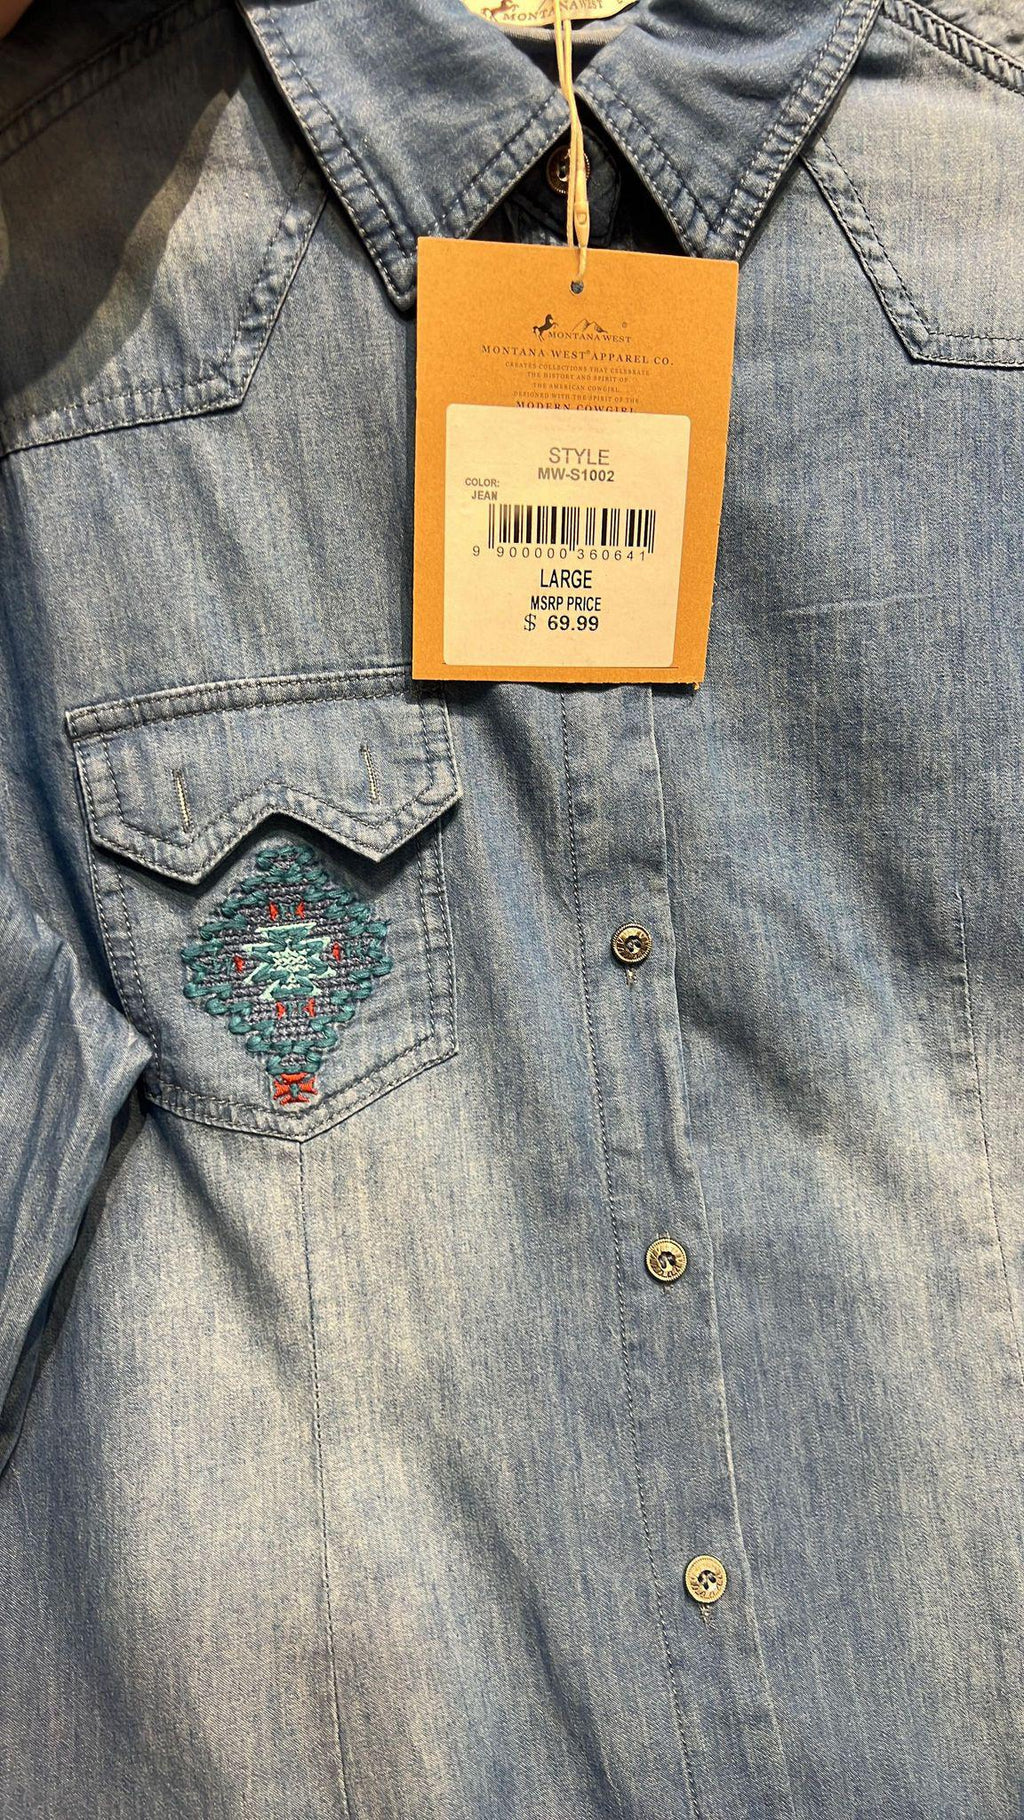 MONTANA WEST
MONTANA WEST
MONTANA WEST® APPAREL CO.
CREATES COLLECTIONS THAT CELEBRATE
THE HISTORY AND SPIRIT OF
THE AMERICAN COWGIRL.
DESIGNED WITH THE SPIRIT OF THE
MODERN COWGIRL
STYLE
MW-S1002
COLOR:
JEAN
9 900000 360641
LARGE
MSRP PRICE
$ 69.99